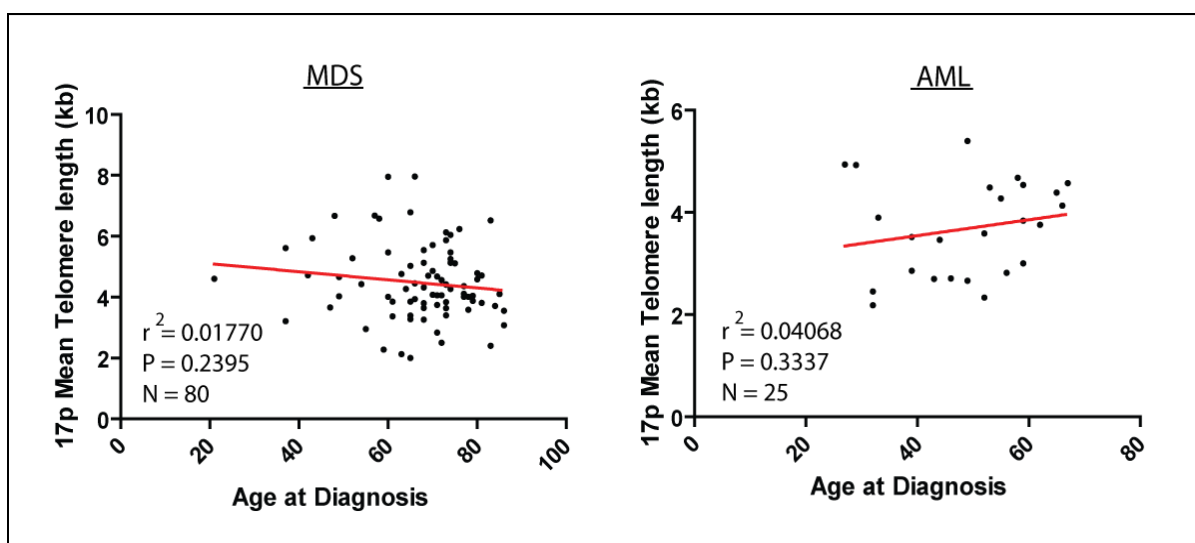 MDS
17p Mean Telomere length (kb)
10
8
6
4
2
0
r² = 0.01770
P = 0.2395
N = 80
0
20
40
60
80
100
Age at Diagnosis
AML
17p Mean Telomere length (kb)
6
4
2
0
r² = 0.04068
P = 0.3337
N = 25
0
20
40
60
80
Age at Diagnosis